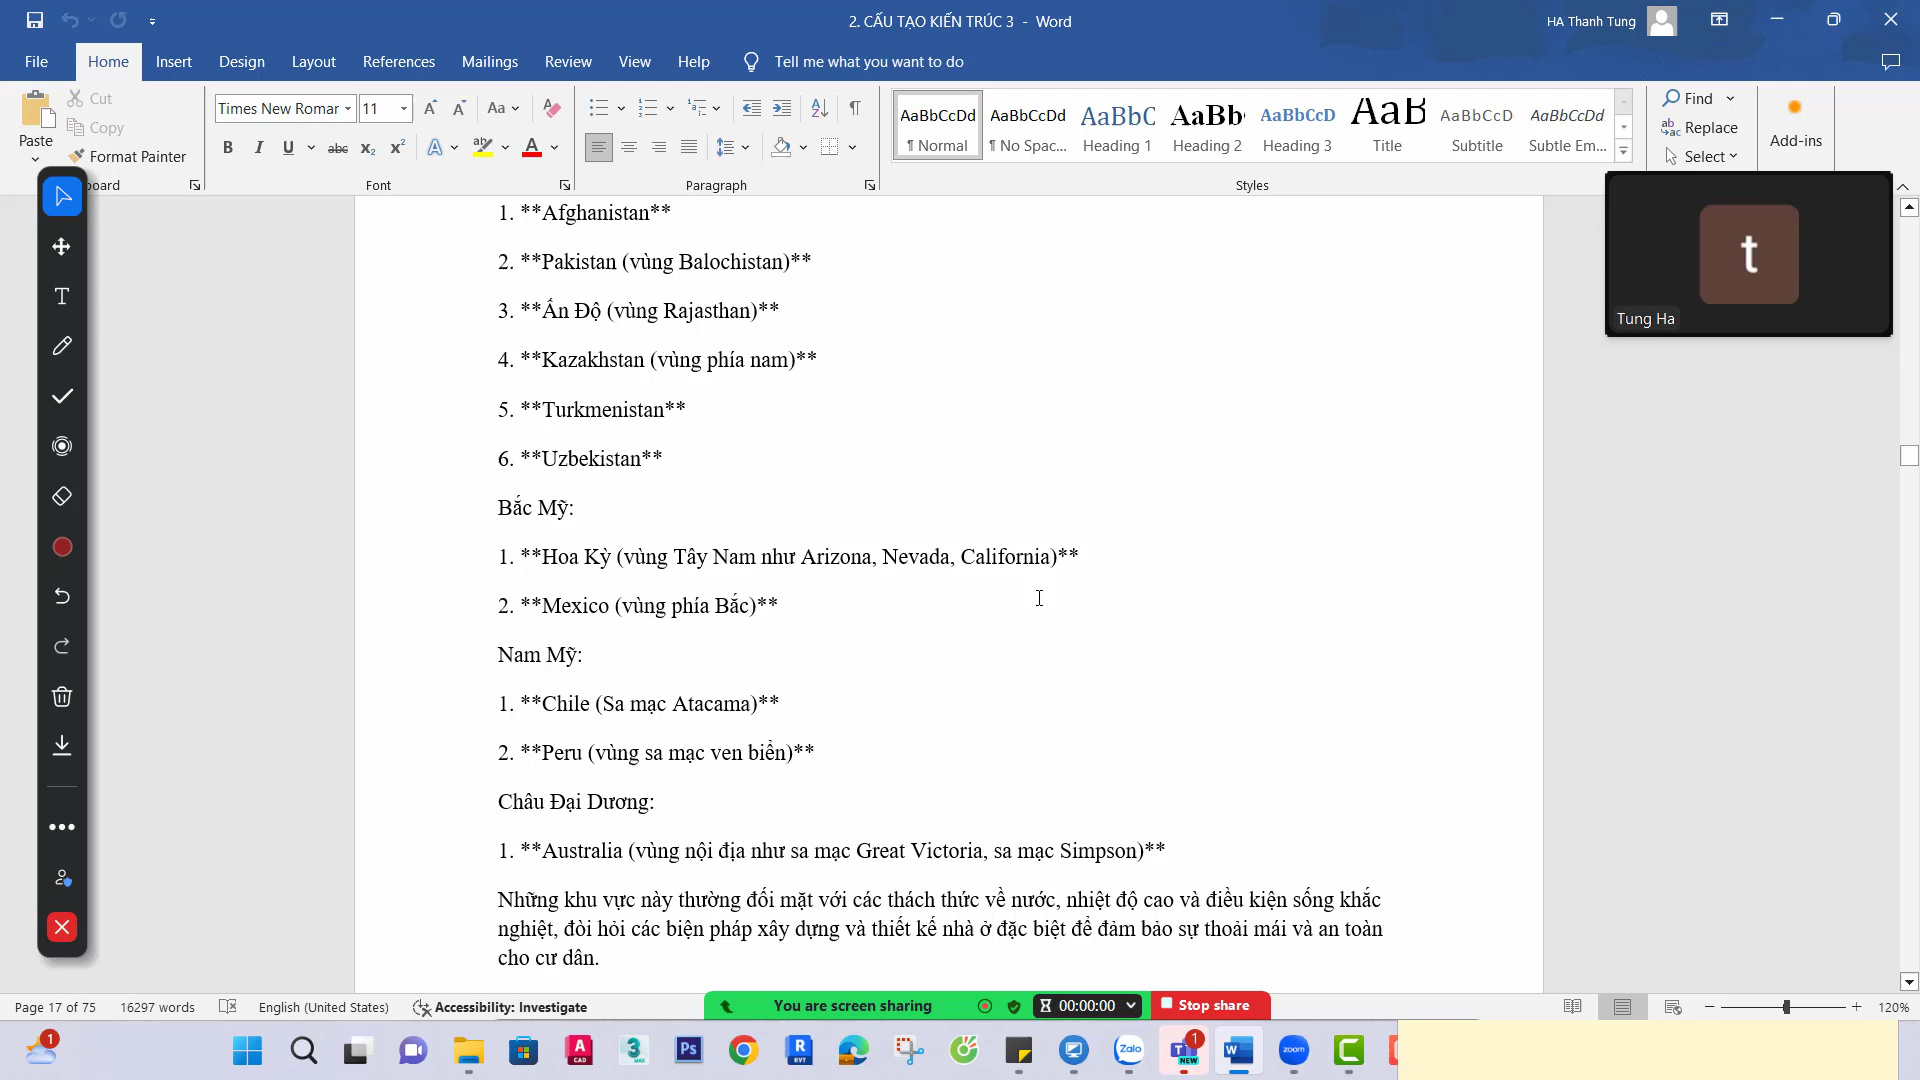 2. CẤU TẠO KIẾN TRÚC 3 - Word
HA Thanh Tung
File Home Insert Design Layout References Mailings Review View Help Tell me what you want to do
Paste
Cut
Copy
Format Painter
board
Times New Roman 11
Font
Paragraph
AaBbCcDd AaBbCcDd AaBbC AaBb AaBbCcD AaB AaBbCcD AaBbCcDd
¶ Normal ¶ No Spac... Heading 1 Heading 2 Heading 3 Title Subtitle Subtle Em...
Styles
Find
Replace
Select
Add-ins
t
Tung Ha
1. **Afghanistan**
2. **Pakistan (vùng Balochistan)**
3. **Ấn Độ (vùng Rajasthan)**
4. **Kazakhstan (vùng phía nam)**
5. **Turkmenistan**
6. **Uzbekistan**
Bắc Mỹ:
1. **Hoa Kỳ (vùng Tây Nam như Arizona, Nevada, California)**
2. **Mexico (vùng phía Bắc)**
Nam Mỹ:
1. **Chile (Sa mạc Atacama)**
2. **Peru (vùng sa mạc ven biển)**
Châu Đại Dương:
1. **Australia (vùng nội địa như sa mạc Great Victoria, sa mạc Simpson)**
Những khu vực này thường đối mặt với các thách thức về nước, nhiệt độ cao và điều kiện sống khắc
nghiệt, đòi hỏi các biện pháp xây dựng và thiết kế nhà ở đặc biệt để đảm bảo sự thoải mái và an toàn
cho cư dân.
Page 17 of 75 16297 words English (United States) Accessibility: Investigate
You are screen sharing 00:00:00 Stop share
120%